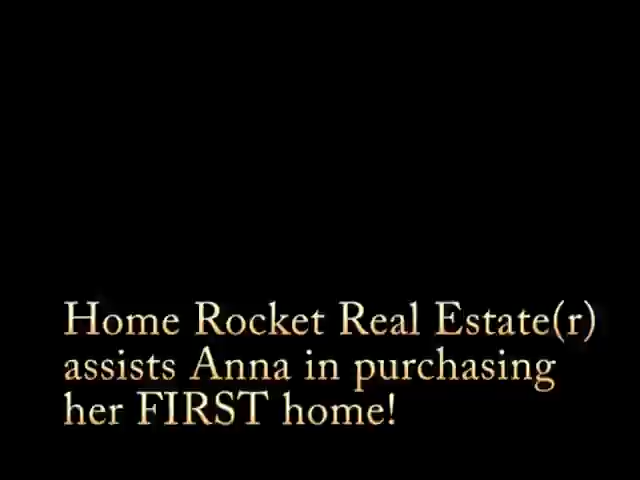 Home Rocket Real Estate(r)
assists Anna in purchasing
her FIRST home!